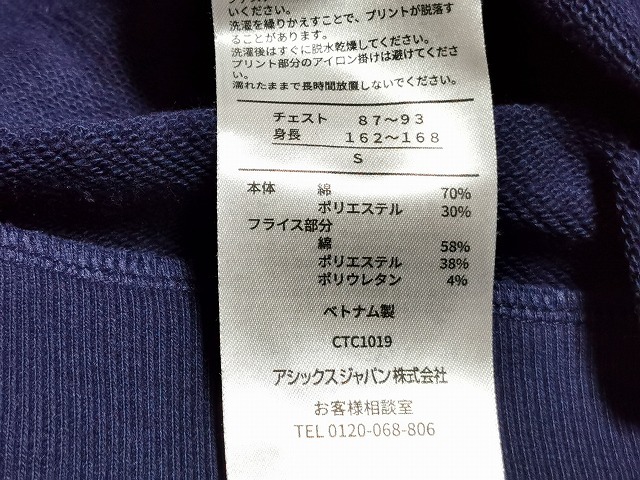 いください。
洗濯を繰りかえすことで、プリントが脱落す
ることがあります。
洗濯後はすぐに脱水乾燥してください。
プリント部分のアイロン掛けは避けてくださ
い。
濡れたままで長時間放置しないでください。
チェスト 87～93
身長 162～168
S
本体 綿 70%
ポリエステル 30%
フライス部分
綿 58%
ポリエステル 38%
ポリウレタン 4%
ベトナム製
CTC1019
アシックスジャパン株式会社
お客様相談室
TEL 0120-068-806